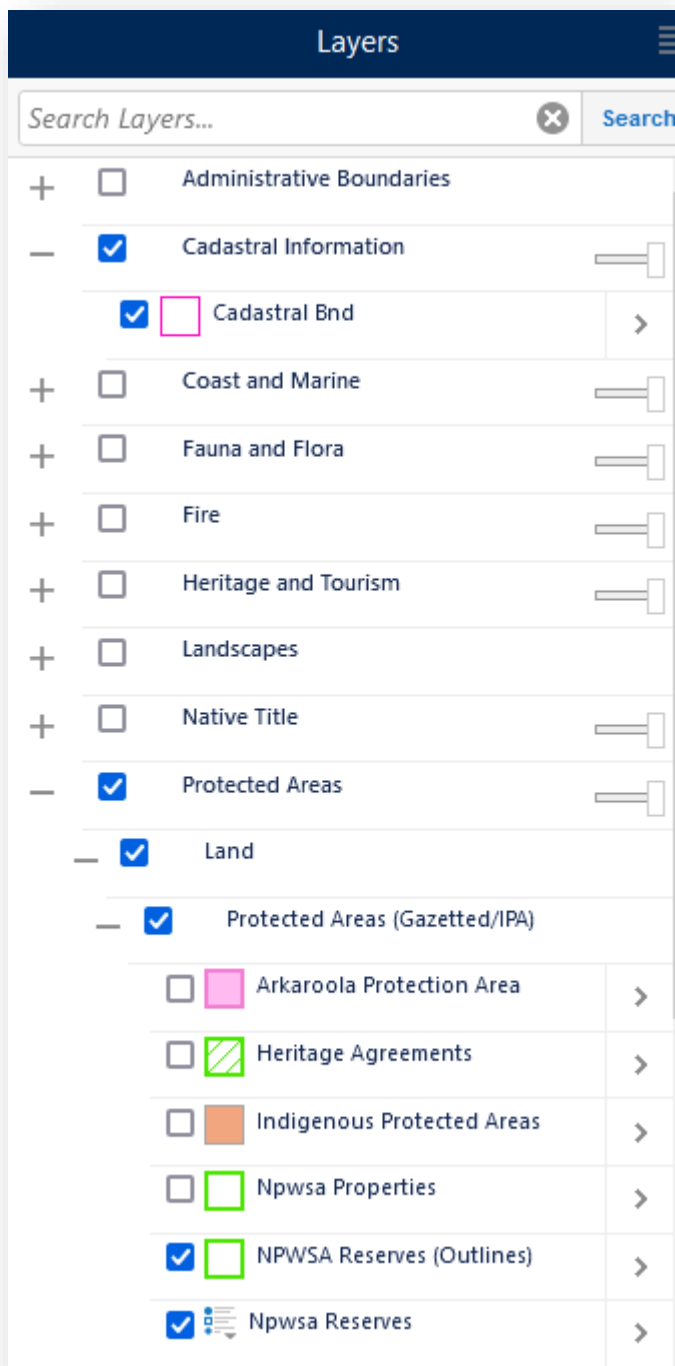 Layers
Search Layers...
Search
Administrative Boundaries
Cadastral Information
Cadastral Bnd
Coast and Marine
Fauna and Flora
Fire
Heritage and Tourism
Landscapes
Native Title
Protected Areas
Land
Protected Areas (Gazetted/IPA)
Arkaroola Protection Area
Heritage Agreements
Indigenous Protected Areas
Npwsa Properties
NPWSA Reserves (Outlines)
Npwsa Reserves